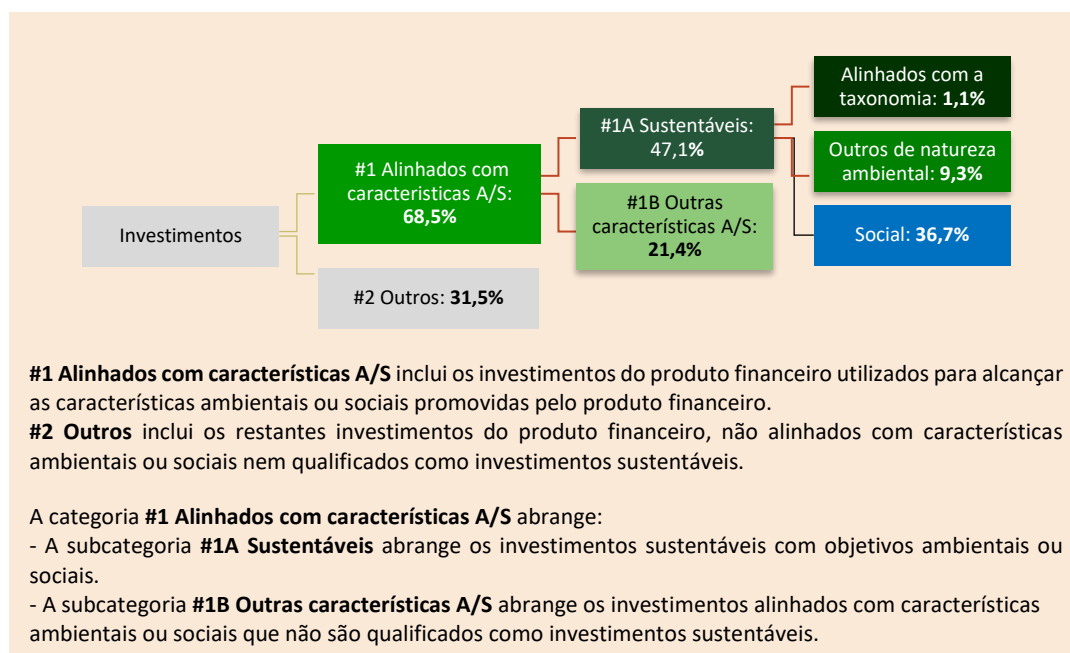 Alinhados com a
taxonomia: 1,1%
#1A Sustentáveis:
47,1%
Outros de natureza
ambiental: 9,3%
#1 Alinhados com
caracteristicas A/S:
68,5%
#1B Outras
características A/S:
21,4%
Investimentos
Social: 36,7%
#2 Outros: 31,5%
#1 Alinhados com características A/S inclui os investimentos do produto financeiro utilizados para alcançar
as características ambientais ou sociais promovidas pelo produto financeiro.
#2 Outros inclui os restantes investimentos do produto financeiro, não alinhados com características
ambientais ou sociais nem qualificados como investimentos sustentáveis.
A categoria #1 Alinhados com características A/S abrange:
- A subcategoria #1A Sustentáveis abrange os investimentos sustentáveis com objetivos ambientais ou
sociais.
- A subcategoria #1B Outras características A/S abrange os investimentos alinhados com características
ambientais ou sociais que não são qualificados como investimentos sustentáveis.